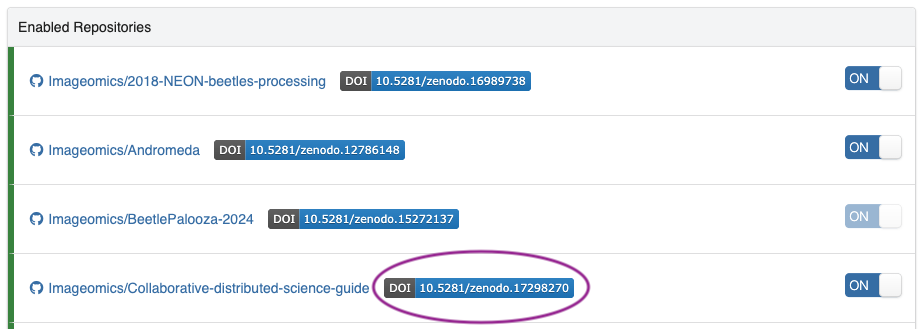 Enabled Repositories
Imageomics/2018-NEON-beetles-processing DOI 10.5281/zenodo.16989738 ON
Imageomics/Andromeda DOI 10.5281/zenodo.12786148 ON
Imageomics/BeetlePalooza-2024 DOI 10.5281/zenodo.15272137 ON
Imageomics/Collaborative-distributed-science-guide DOI 10.5281/zenodo.17298270 ON